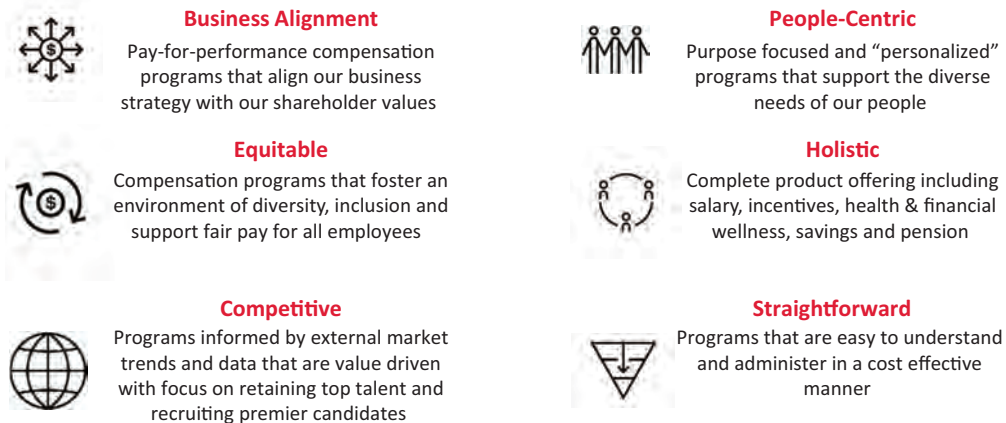 Business Alignment
Pay-for-performance compensation
programs that align our business
strategy with our shareholder values
People-Centric
Purpose focused and “personalized”
programs that support the diverse
needs of our people
Equitable
Compensation programs that foster an
environment of diversity, inclusion and
support fair pay for all employees
Holistic
Complete product offering including
salary, incentives, health & financial
wellness, savings and pension
Competitive
Programs informed by external market
trends and data that are value driven
with focus on retaining top talent and
recruiting premier candidates
Straightforward
Programs that are easy to understand
and administer in a cost effective
manner
$
$